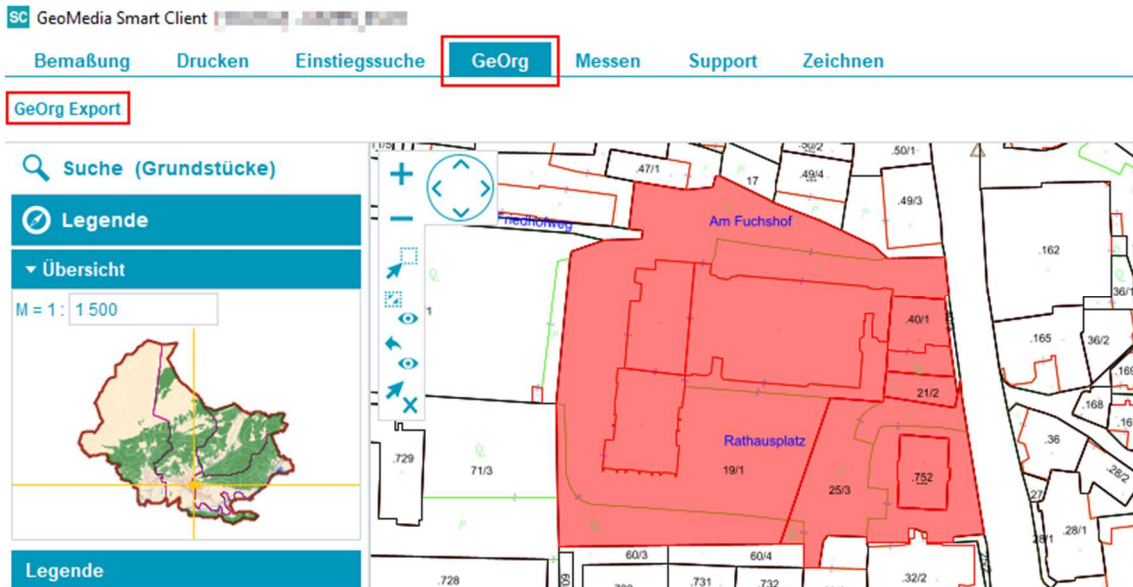 SC GeoMedia Smart Client
Bemaßung Drucken Einstiegssuche GeOrg Messen Support Zeichnen
GeOrg Export
Suche (Grundstücke)
Legende
Übersicht
M = 1 : 1 500
Legende
.50/2
.50/1
.47/1
17
.49/4
.49/3
Friedhofweg
Am Fuchshof
.162
36/1
.40/1
.165
36/2
21/2
.168
Rathausplatz
.36
.729
71/3
19/1
25/3
.752
28/2
27
28/1
60/3
60/4
.728
.731
.732
.32/2